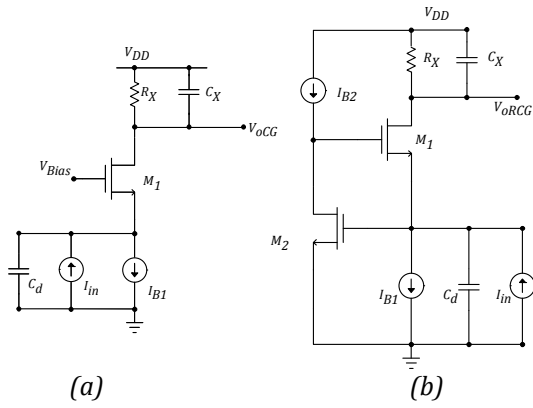 V_DD
R_X
C_X
V_oCG
V_Bias
M_1
C_d
I_in
I_B1
(a)
V_DD
R_X
C_X
I_B2
V_oRCG
M_1
M_2
I_B1
C_d
I_in
(b)